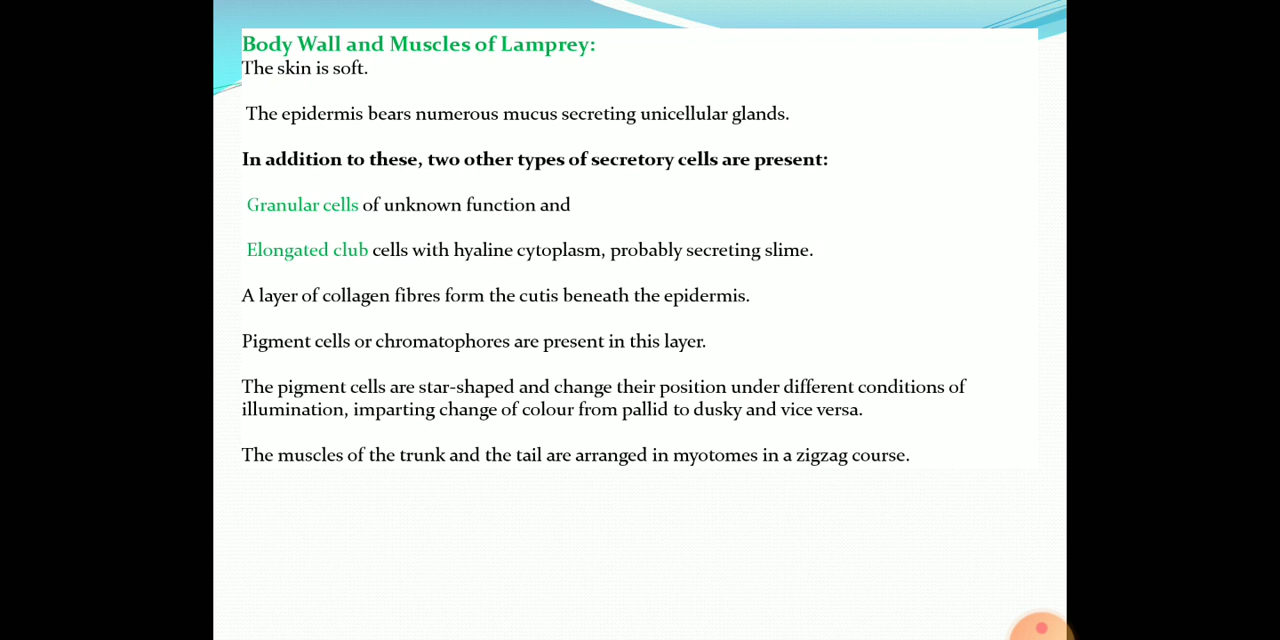 Body Wall and Muscles of Lamprey:
The skin is soft.
The epidermis bears numerous mucus secreting unicellular glands.
In addition to these, two other types of secretory cells are present:
Granular cells of unknown function and
Elongated club cells with hyaline cytoplasm, probably secreting slime.
A layer of collagen fibres form the cutis beneath the epidermis.
Pigment cells or chromatophores are present in this layer.
The pigment cells are star-shaped and change their position under different conditions of
illumination, imparting change of colour from pallid to dusky and vice versa.
The muscles of the trunk and the tail are arranged in myotomes in a zigzag course.